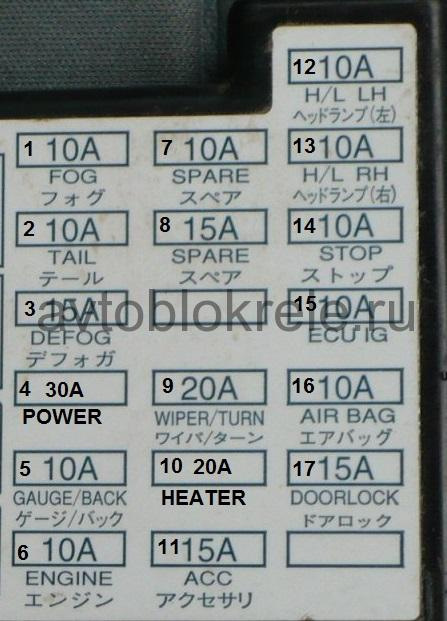 12 10A
H/L LH
ヘッドランプ(左)
1 10A
FOG
フォグ
7 10A
SPARE
スペア
13 10A
H/L RH
ヘッドランプ(右)
2 10A
TAIL
テール
8 15A
SPARE
スペア
14 10A
STOP
ストップ
3 15A
DEFOG
デフォガ
15 10A
ECU IG
avtoblokrele.ru
4 30A
POWER
9 20A
WIPER/TURN
ワイパ/ターン
16 10A
AIR BAG
エアバッグ
5 10A
GAUGE/BACK
ゲージ/バック
10 20A
HEATER
17 15A
DOORLOCK
ドアロック
6 10A
ENGINE
エンジン
11 15A
ACC
アクセサリ